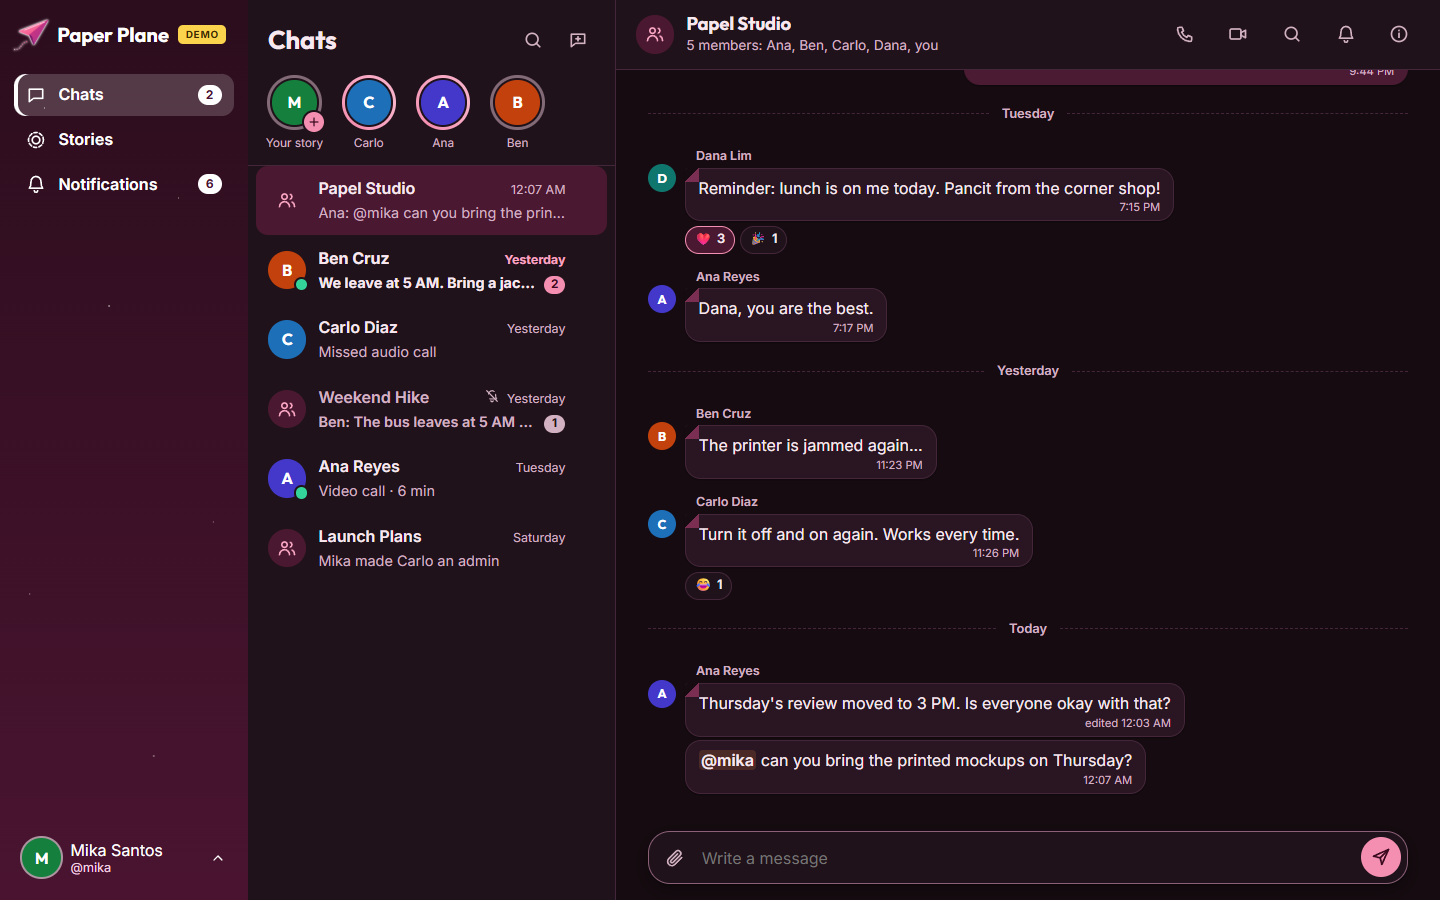 Paper Plane DEMO
Chats 2
Stories
Notifications 6
M Mika Santos
@mika
Chats
M C A B
Your story Carlo Ana Ben
Papel Studio 12:07 AM
Ana: @mika can you bring the prin...
B Ben Cruz Yesterday
We leave at 5 AM. Bring a jac... 2
C Carlo Diaz Yesterday
Missed audio call
Weekend Hike Yesterday
Ben: The bus leaves at 5 AM ... 1
A Ana Reyes Tuesday
Video call · 6 min
Launch Plans Saturday
Mika made Carlo an admin
Papel Studio
5 members: Ana, Ben, Carlo, Dana, you
9:44 PM
Tuesday
Dana Lim
D Reminder: lunch is on me today. Pancit from the corner shop!
7:15 PM
3 1
Ana Reyes
A Dana, you are the best.
7:17 PM
Yesterday
Ben Cruz
B The printer is jammed again...
11:23 PM
Carlo Diaz
C Turn it off and on again. Works every time.
11:26 PM
1
Today
Ana Reyes
A Thursday's review moved to 3 PM. Is everyone okay with that?
edited 12:03 AM
@mika can you bring the printed mockups on Thursday?
12:07 AM
Write a message